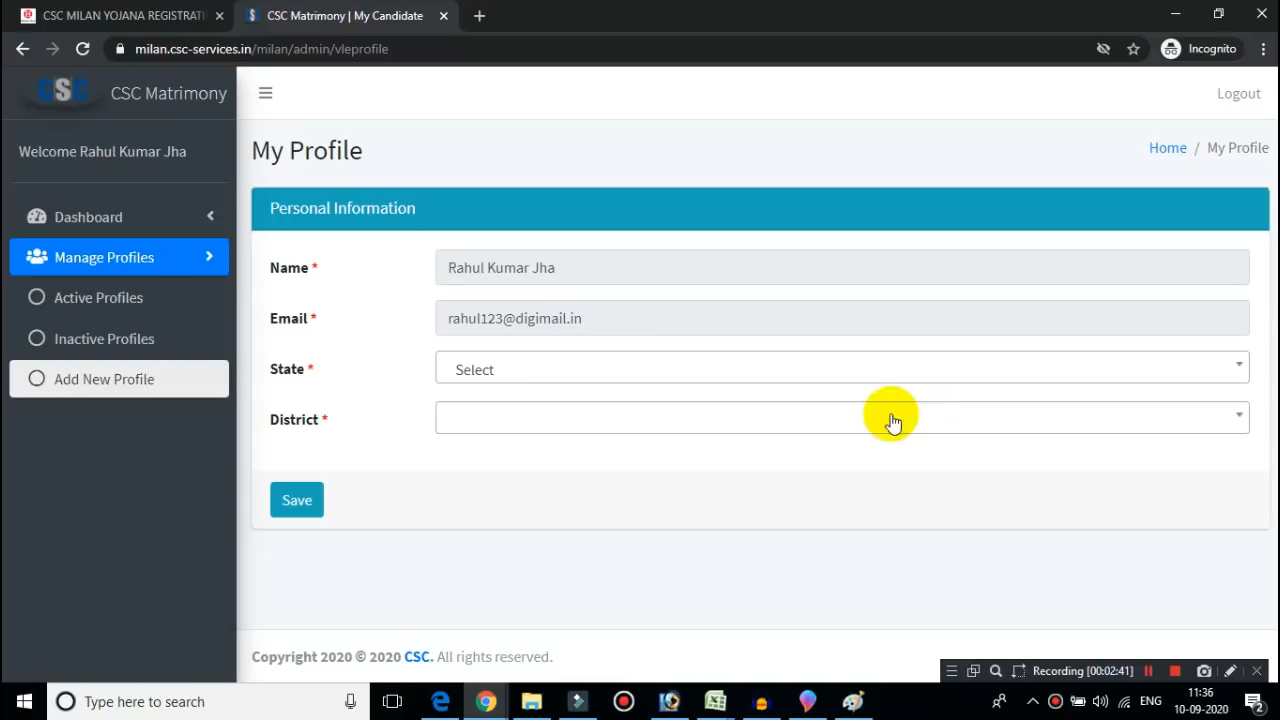 CSC MILAN YOJANA REGISTRATI
CSC Matrimony | My Candidate
milan.csc-services.in/milan/admin/vleprofile
Incognito
CSC
CSC Matrimony
Logout
Welcome Rahul Kumar Jha
My Profile
Home / My Profile
Dashboard
Manage Profiles
Active Profiles
Inactive Profiles
Add New Profile
Personal Information
Name *
Rahul Kumar Jha
Email *
rahul123@digimail.in
State *
Select
District *
Save
Copyright 2020 © 2020 CSC. All rights reserved.
Recording [00:02:41]
Type here to search
ENG
11:36
10-09-2020
2